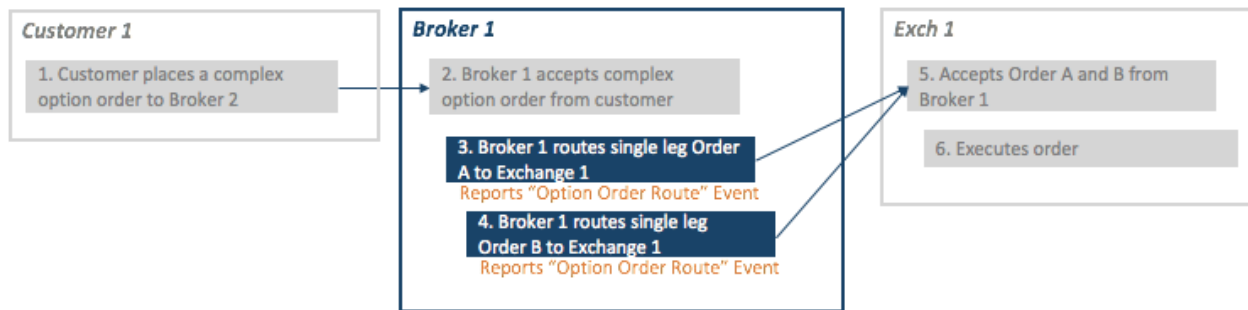 Customer 1
1. Customer places a complex
option order to Broker 2
Broker 1
2. Broker 1 accepts complex
option order from customer
3. Broker 1 routes single leg Order
A to Exchange 1
Reports “Option Order Route” Event
4. Broker 1 routes single leg
Order B to Exchange 1
Reports “Option Order Route” Event
Exch 1
5. Accepts Order A and B from
Broker 1
6. Executes order